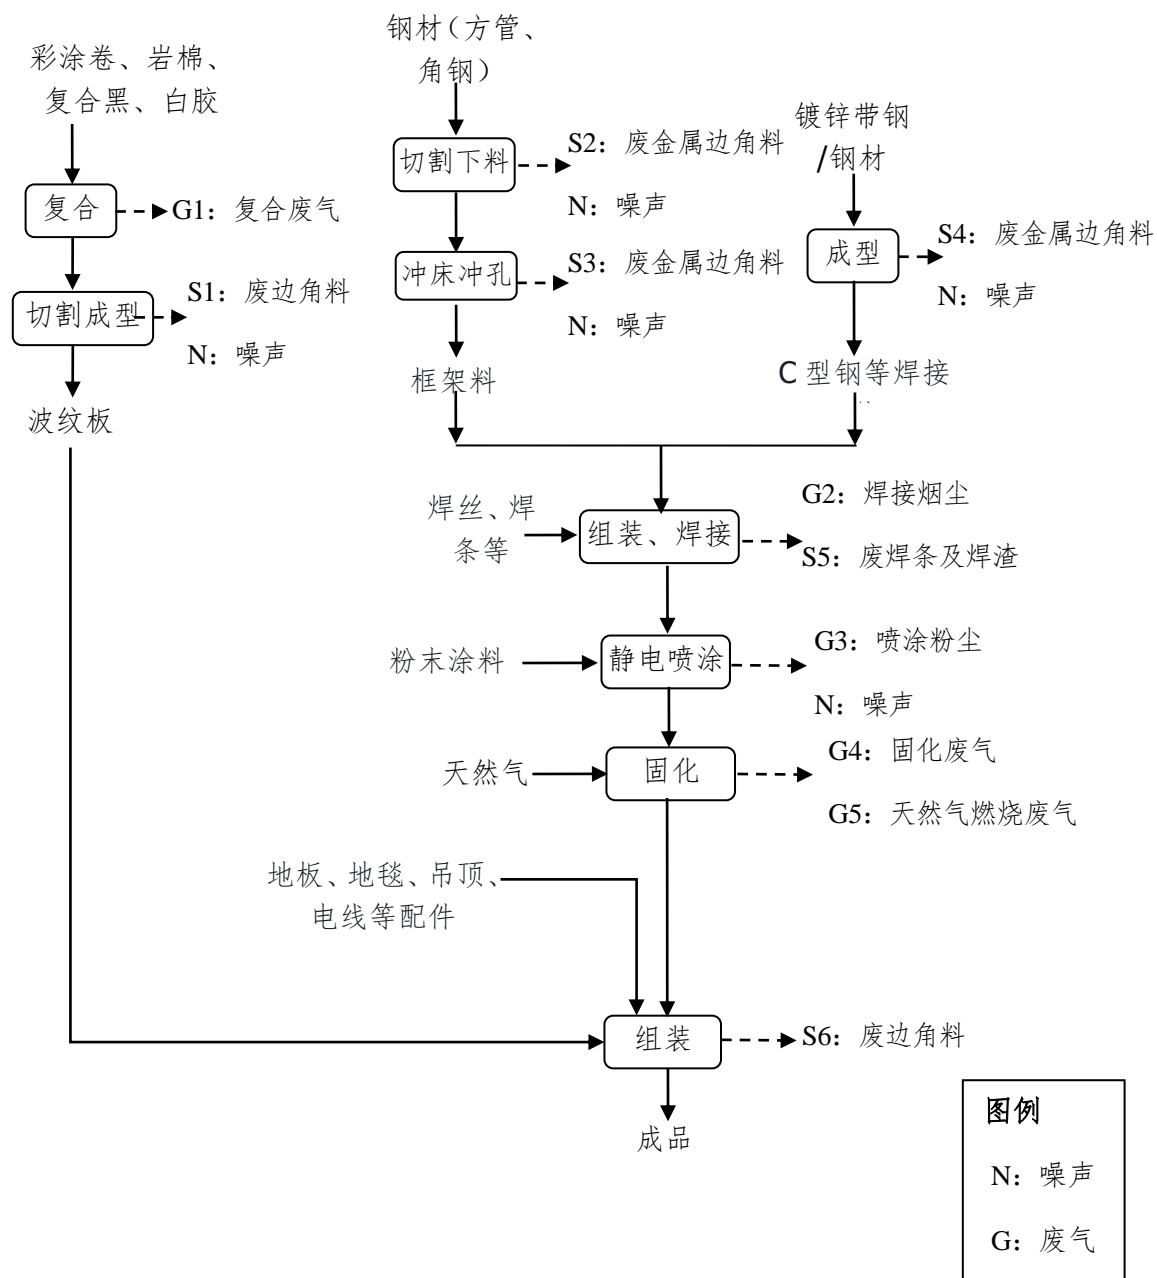 彩涂卷、岩棉、
复合黑、白胶
复合
G1：复合废气
切割成型
S1：废边角料
N：噪声
波纹板
钢材（方管、
角钢）
切割下料
S2：废金属边角料
N：噪声
冲床冲孔
S3：废金属边角料
N：噪声
框架料
镀锌带钢
/钢材
成型
S4：废金属边角料
N：噪声
C 型钢等焊接
焊丝、焊
条等
组装、焊接
G2：焊接烟尘
S5：废焊条及焊渣
粉末涂料
静电喷涂
G3：喷涂粉尘
N：噪声
天然气
固化
G4：固化废气
G5：天然气燃烧废气
地板、地毯、吊顶、
电线等配件
组装
S6：废边角料
成品
图例
N：噪声
G：废气